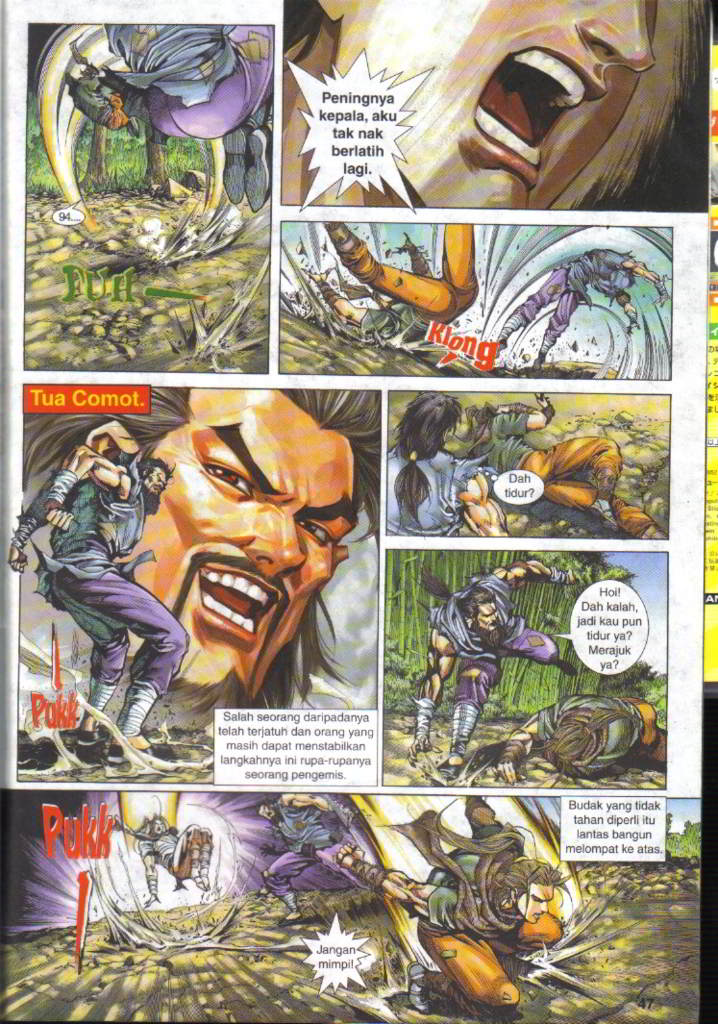 94....
PUH
Peningnya
kepala, aku
tak nak
berlatih
lagi.
Klong
Tua Comot.
Pukk
Salah seorang daripadanya
telah terjatuh dan orang yang
masih dapat menstabilkan
langkahnya ini rupa-rupanya
seorang pengemis.
Dah
tidur?
Hoi!
Dah kalah,
jadi kau pun
tidur ya?
Merajuk
ya?
Pukk
Budak yang tidak
tahan diperli itu
lantas bangun
melompat ke atas.
Jangan
mimpi!
47